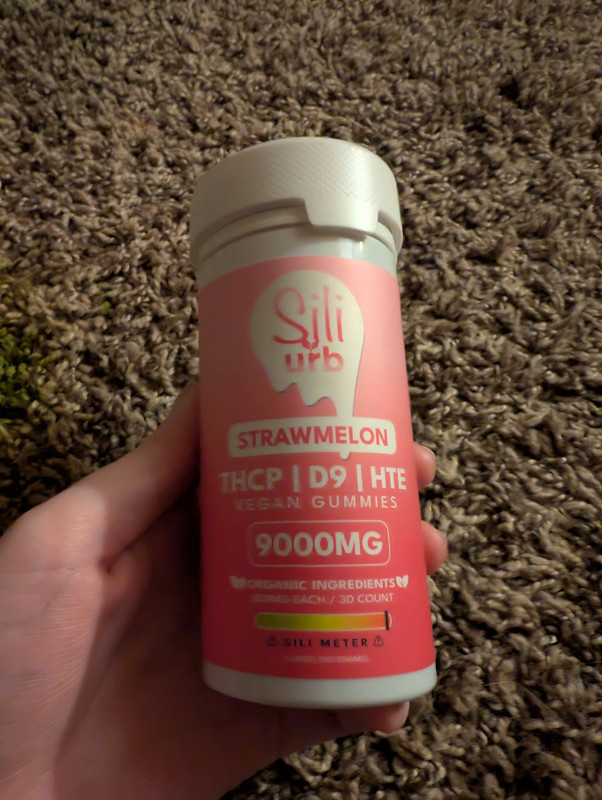 Sili
urb
STRAWMELON
THCP | D9 | HTE
VEGAN GUMMIES
9000MG
ORGANIC INGREDIENTS
300MG EACH / 30 COUNT
SILI METER